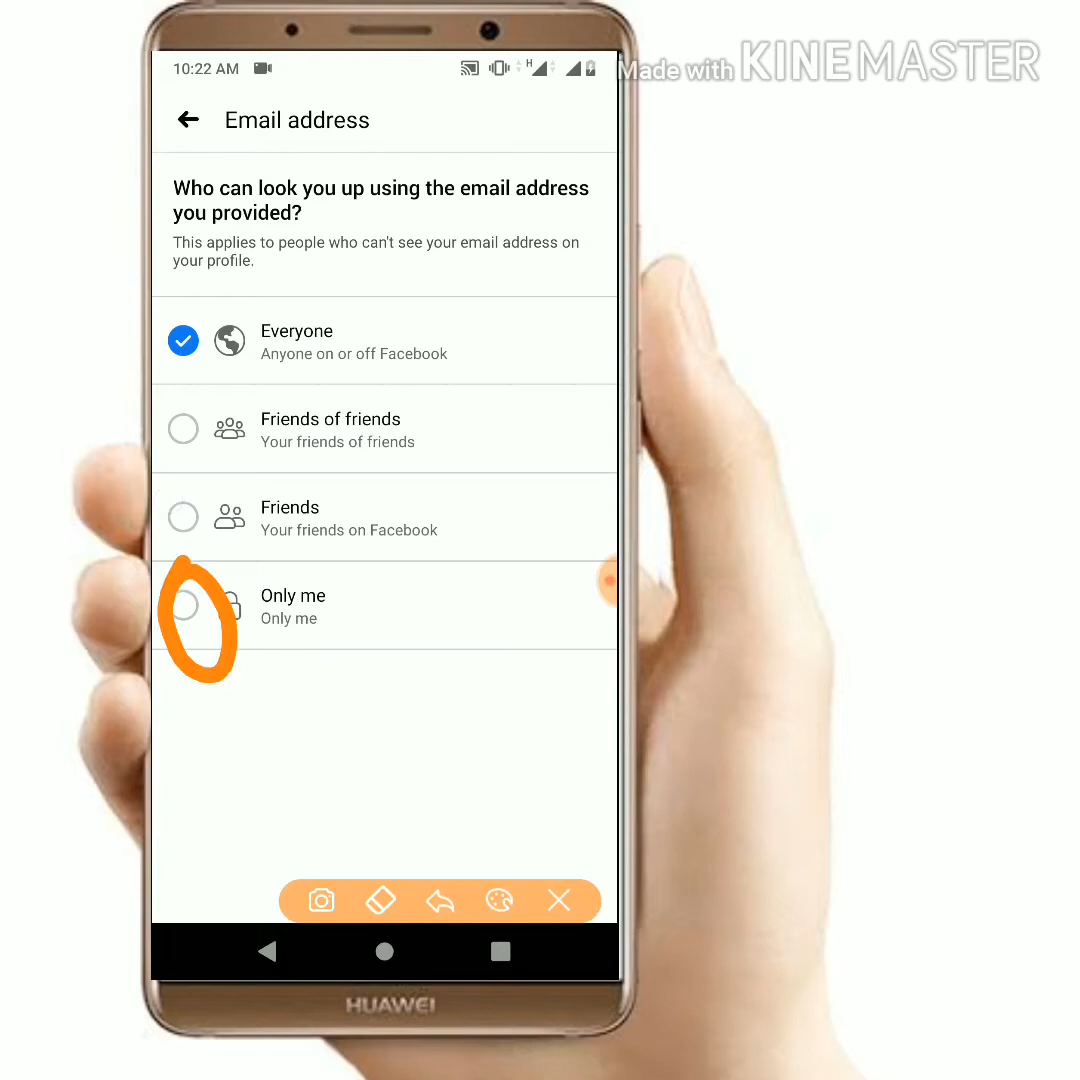 10:22 AM
H
Made with KINEMASTER
Email address
Who can look you up using the email address
you provided?
This applies to people who can't see your email address on
your profile.
Everyone
Anyone on or off Facebook
Friends of friends
Your friends of friends
Friends
Your friends on Facebook
Only me
Only me
HUAWEI